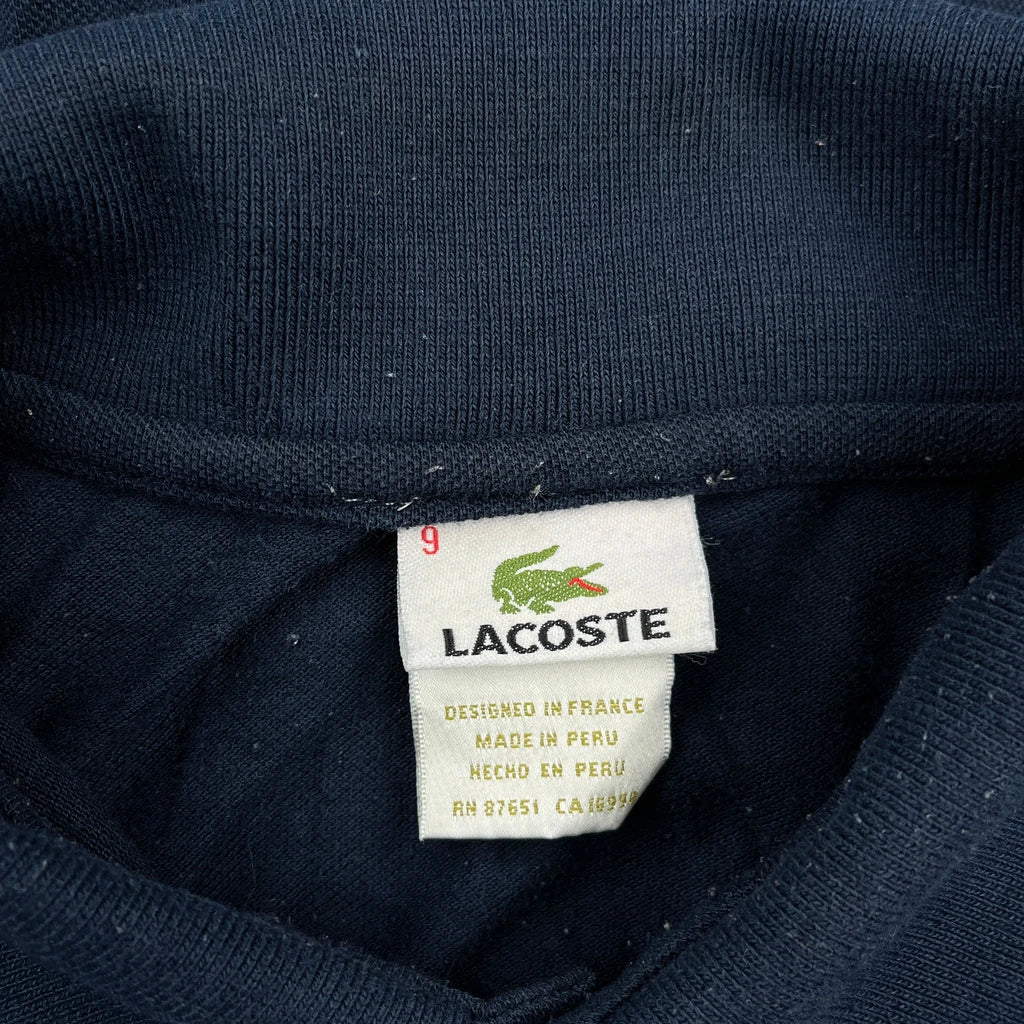 9
LACOSTE
DESIGNED IN FRANCE
MADE IN PERU
HECHO EN PERU
RN 87651